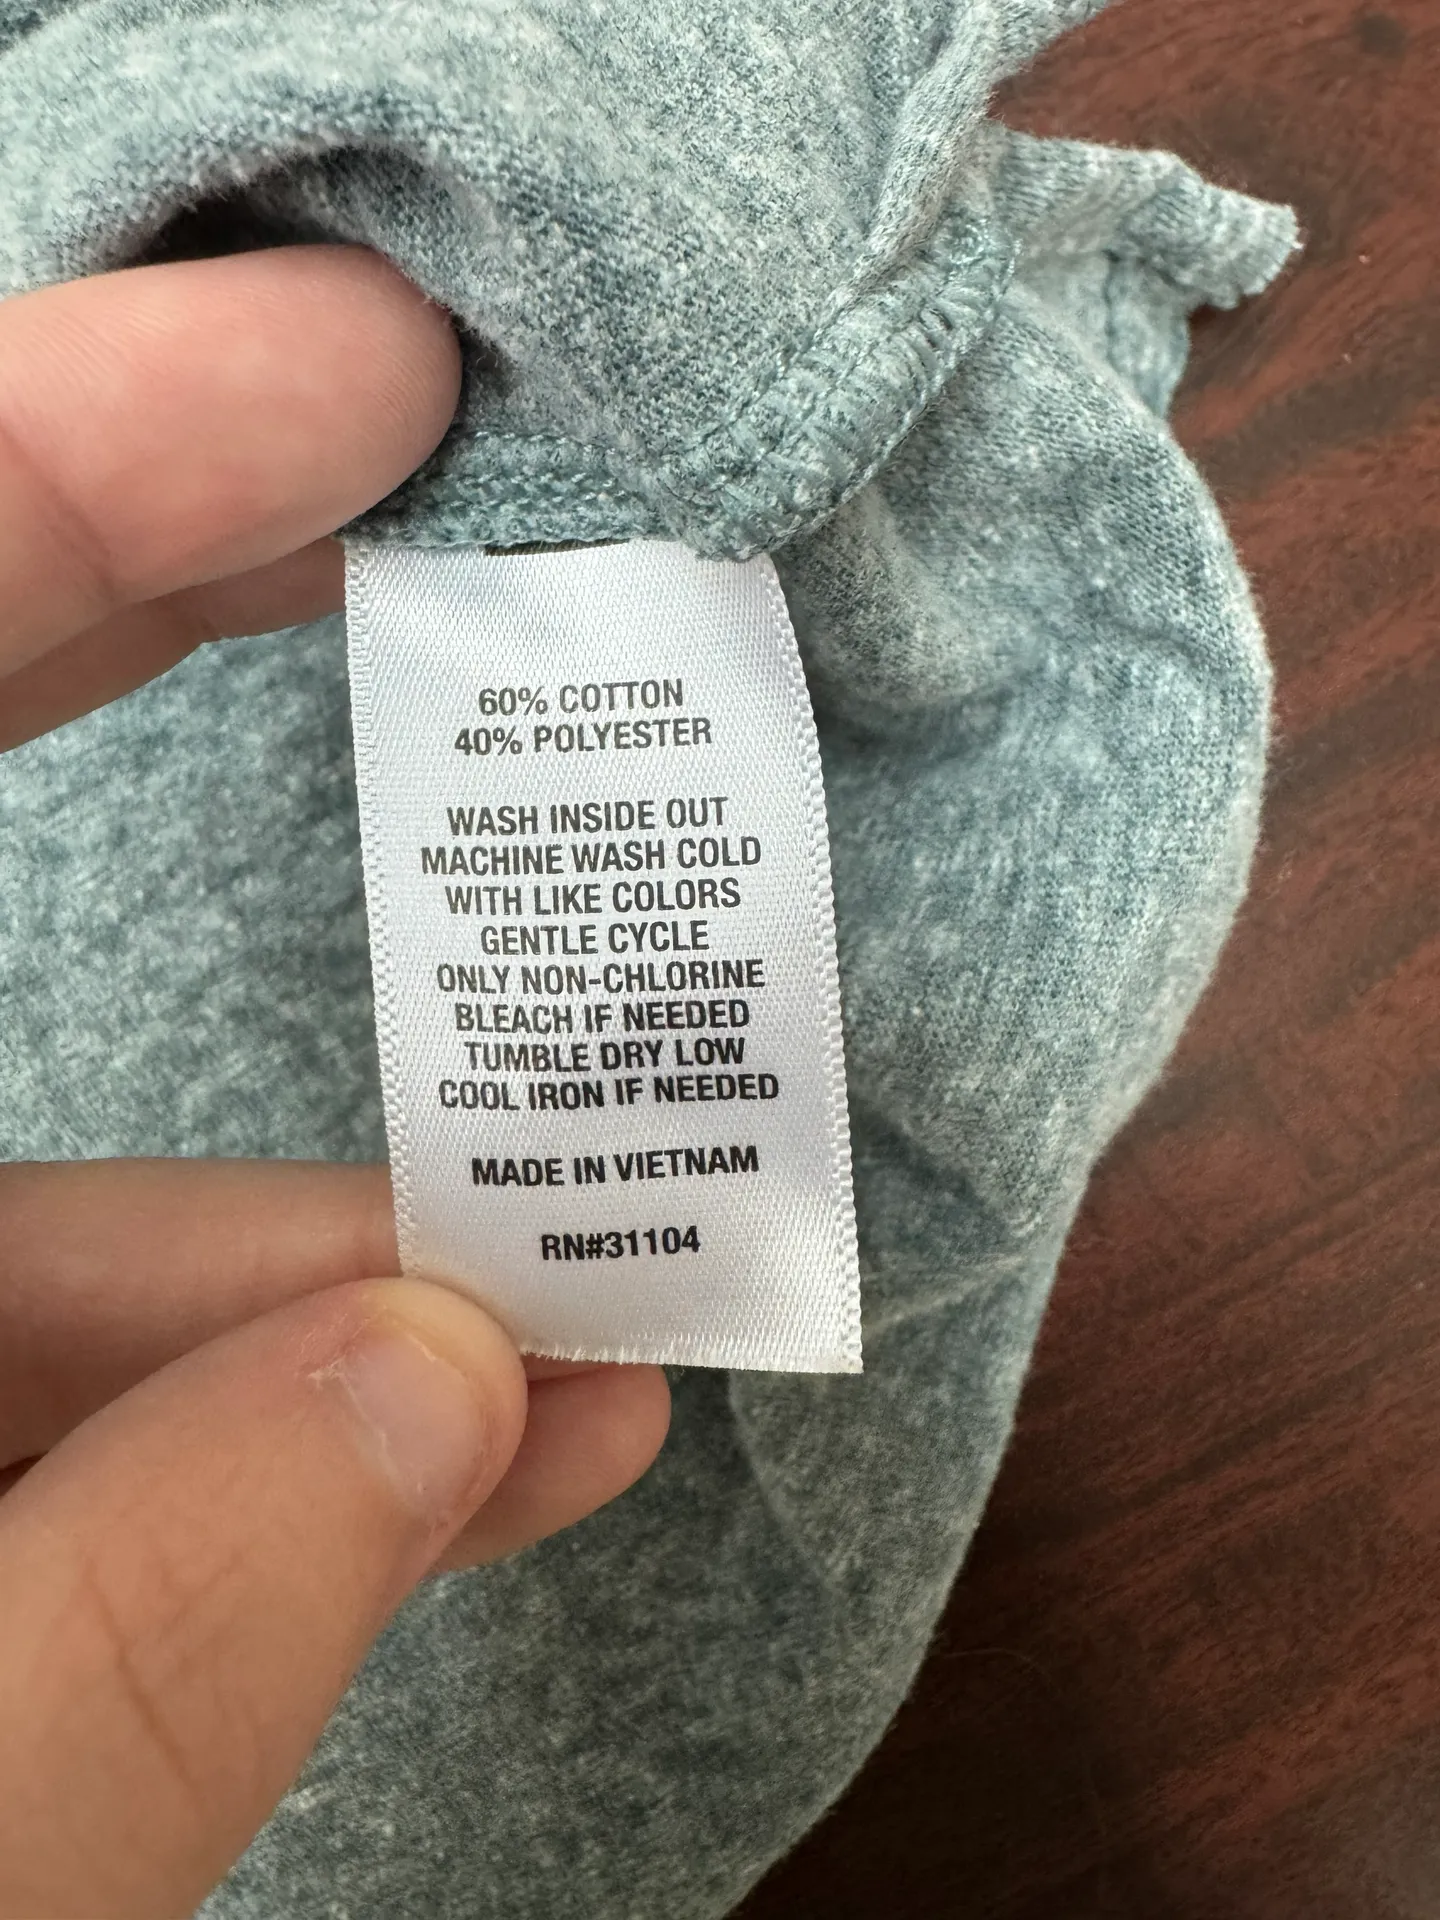 60% COTTON
40% POLYESTER
WASH INSIDE OUT
MACHINE WASH COLD
WITH LIKE COLORS
GENTLE CYCLE
ONLY NON-CHLORINE
BLEACH IF NEEDED
TUMBLE DRY LOW
COOL IRON IF NEEDED
MADE IN VIETNAM
RN#31104